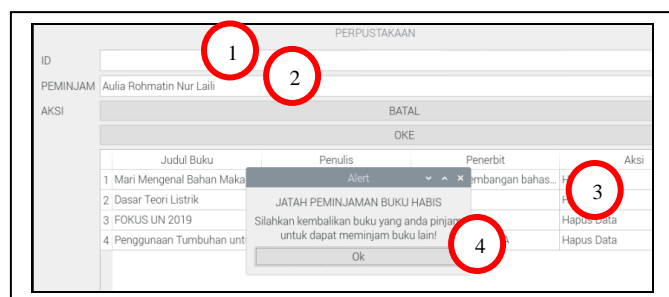 PERPUSTAKAAN
ID
1
PEMINJAM Aulia Rohmatin Nur Laili
2
AKSI BATAL
OKE
Judul Buku Penulis Penerbit Aksi
1 Mari Mengenal Bahan Maka embangan bahas...
2 Dasar Teori Listrik
3 FOKUS UN 2019 Hapus Data
4 Penggunaan Tumbuhan unt Hapus Data
3
Alert
JATAH PEMINJAMAN BUKU HABIS
Silahkan kembalikan buku yang anda pinjam
untuk dapat meminjam buku lain!
Ok
4